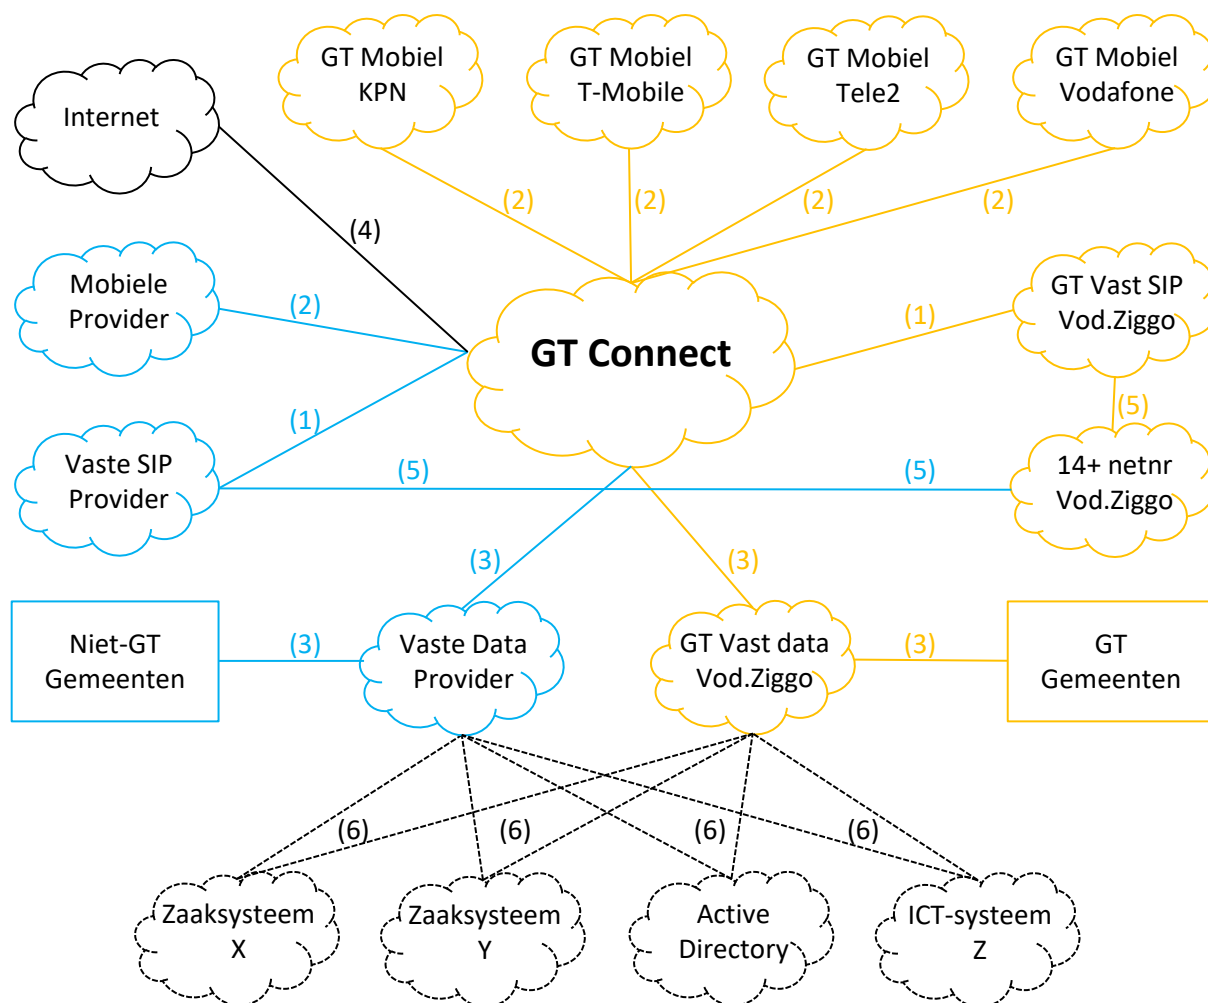 GT Mobiel
KPN
GT Mobiel
T-Mobile
GT Mobiel
Tele2
GT Mobiel
Vodafone
Internet
(2)
(2)
(2)
(2)
(4)
Mobiele
Provider
(2)
GT Connect
(1)
GT Vast SIP
Vod.Ziggo
(1)
(5)
Vaste SIP
Provider
(5)
(5)
14+ netnr
Vod.Ziggo
(3)
(3)
Niet-GT
Gemeenten
(3)
Vaste Data
Provider
GT Vast data
Vod.Ziggo
(3)
GT
Gemeenten
(6)
(6)
(6)
(6)
Zaaksysteem
X
Zaaksysteem
Y
Active
Directory
ICT-systeem
Z